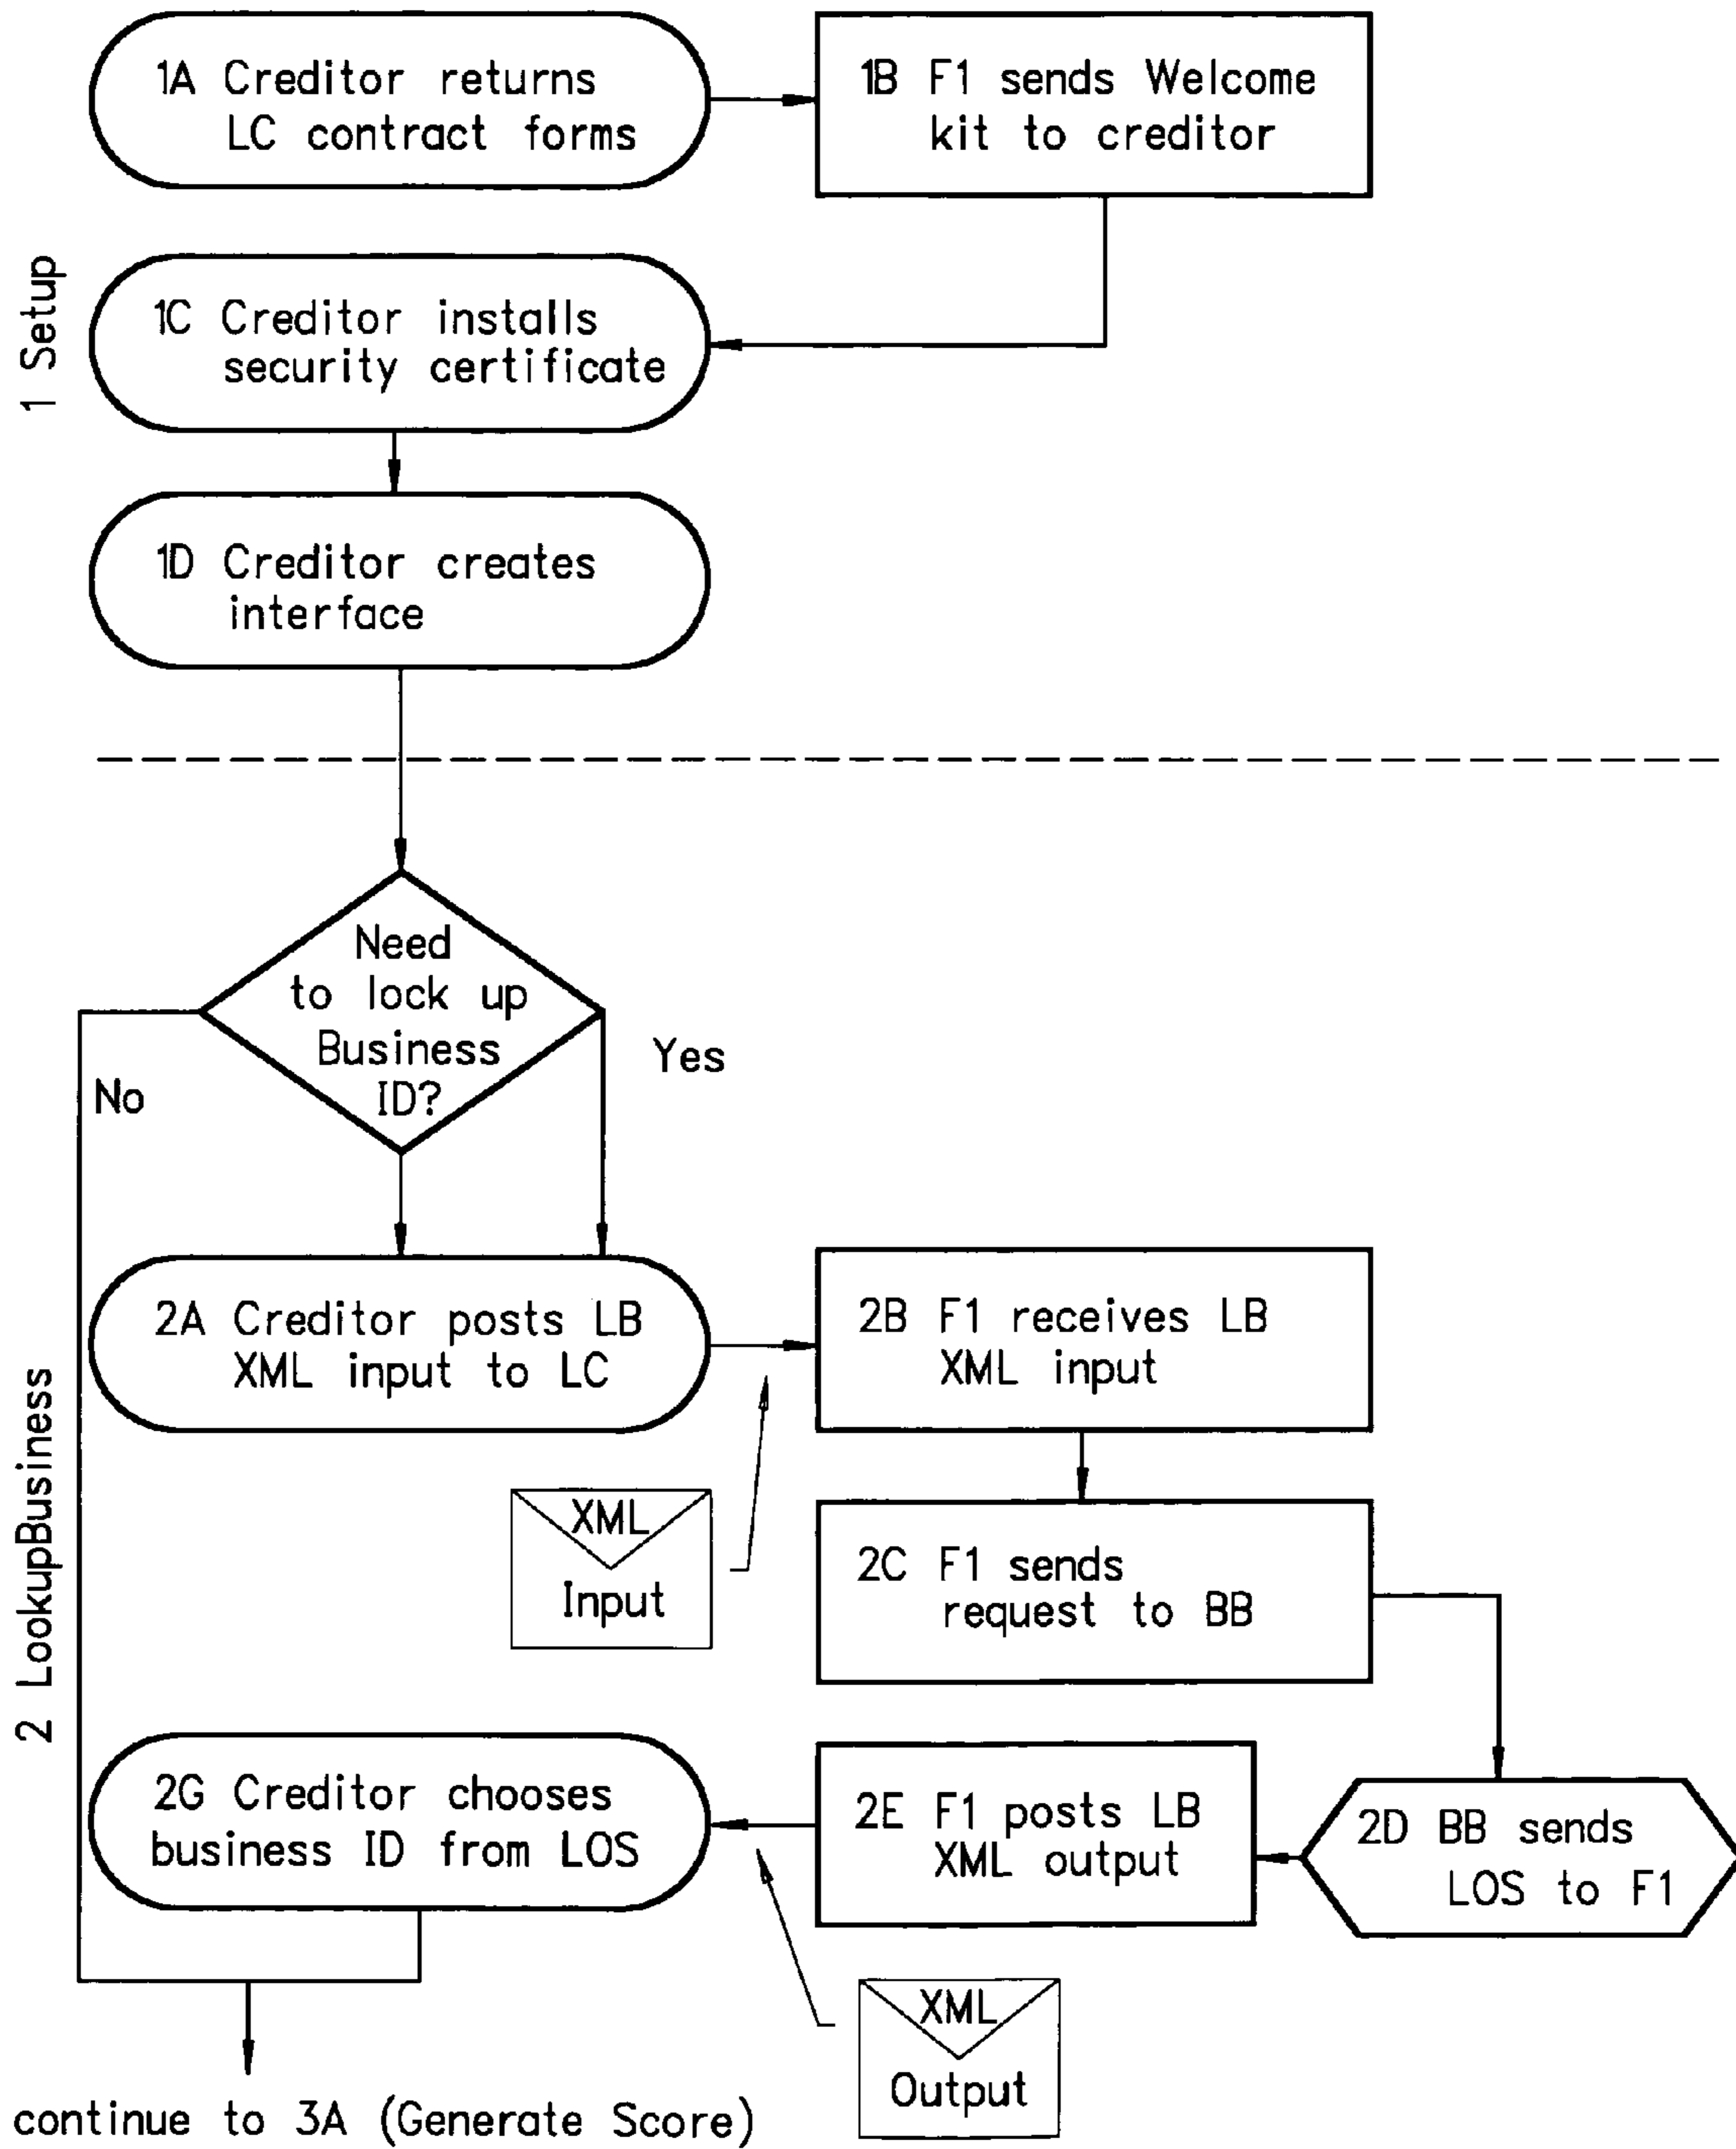 1A Creditor returns
LC contract forms
1B F1 sends Welcome
kit to creditor
1 Setup
1C Creditor installs
security certificate
1D Creditor creates
interface
Need
to lock up
Business
ID?
Yes
No
2 LookupBusiness
2A Creditor posts LB
XML input to LC
2B F1 receives LB
XML input
XML
Input
2C F1 sends
request to BB
2D BB sends
LOS to F1
2E F1 posts LB
XML output
2G Creditor chooses
business ID from LOS
XML
Output
continue to 3A (Generate Score)